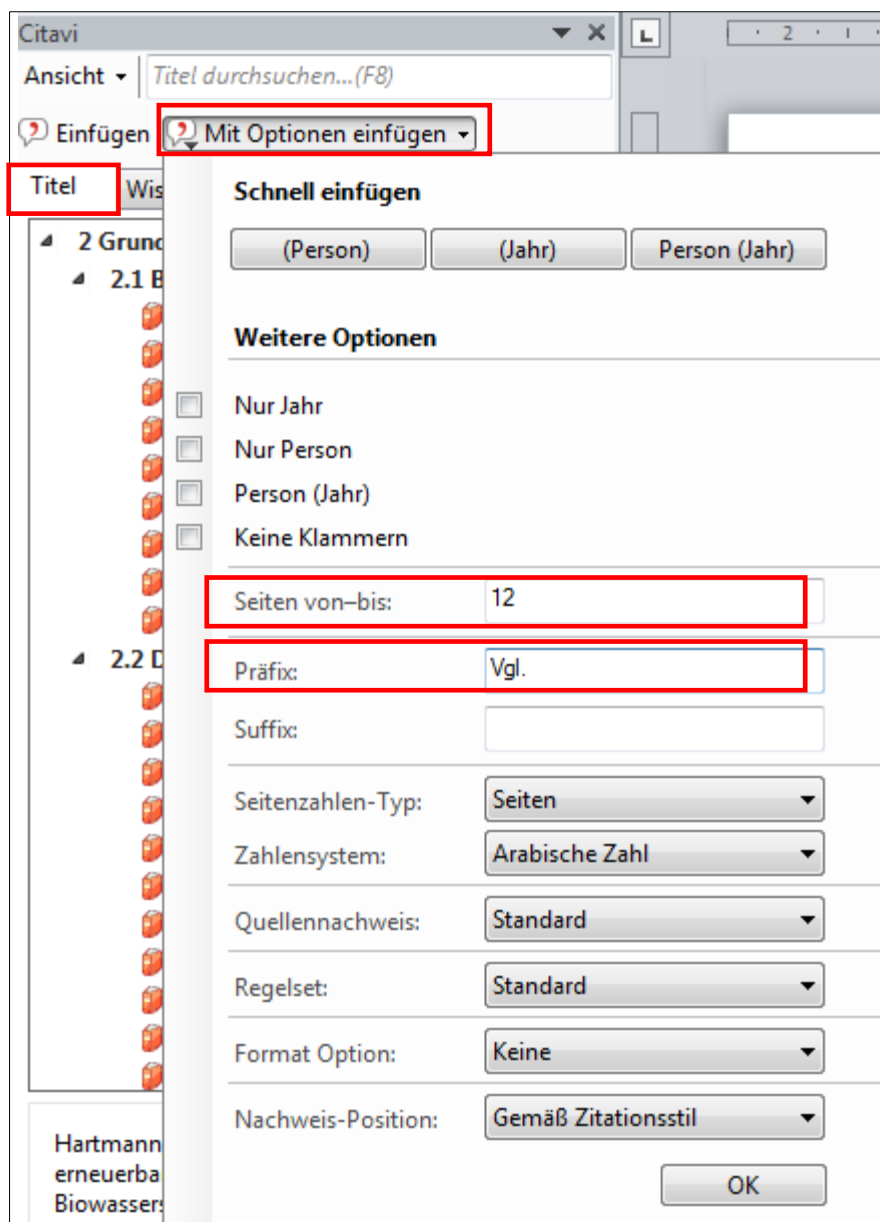 Citavi
Ansicht Titel durchsuchen...(F8)
Einfügen Mit Optionen einfügen
Titel Wis
Schnell einfügen
(Person) (Jahr) Person (Jahr)
Weitere Optionen
Nur Jahr
Nur Person
Person (Jahr)
Keine Klammern
Seiten von–bis: 12
Präfix: Vgl.
Suffix:
Seitenzahlen-Typ: Seiten
Zahlensystem: Arabische Zahl
Quellennachweis: Standard
Regelset: Standard
Format Option: Keine
Nachweis-Position: Gemäß Zitationsstil
OK
2 Grund
2.1 B
2.2 D
Hartmann
erneuerba
Biowassers
L
2 1